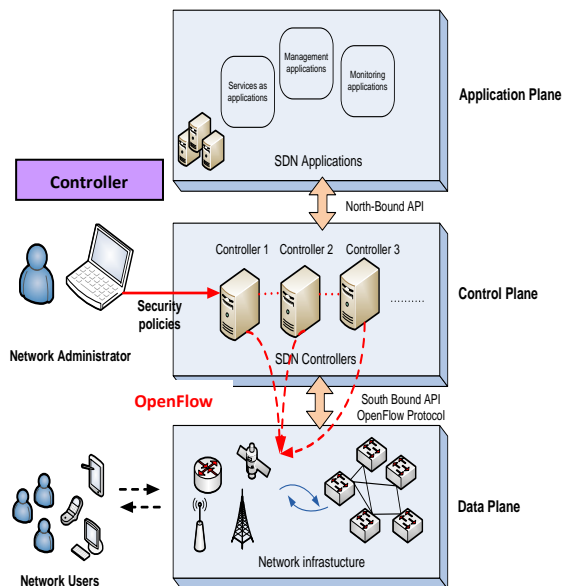 Management
applications
Services as
applications
Monitoring
applications
Application Plane
SDN Applications
Controller
North-Bound API
Controller 1
Controller 2
Controller 3
..........
Control Plane
Security
policies
Network Administrator
SDN Controllers
OpenFlow
South Bound API
OpenFlow Protocol
Data Plane
Network infrastucture
Network Users